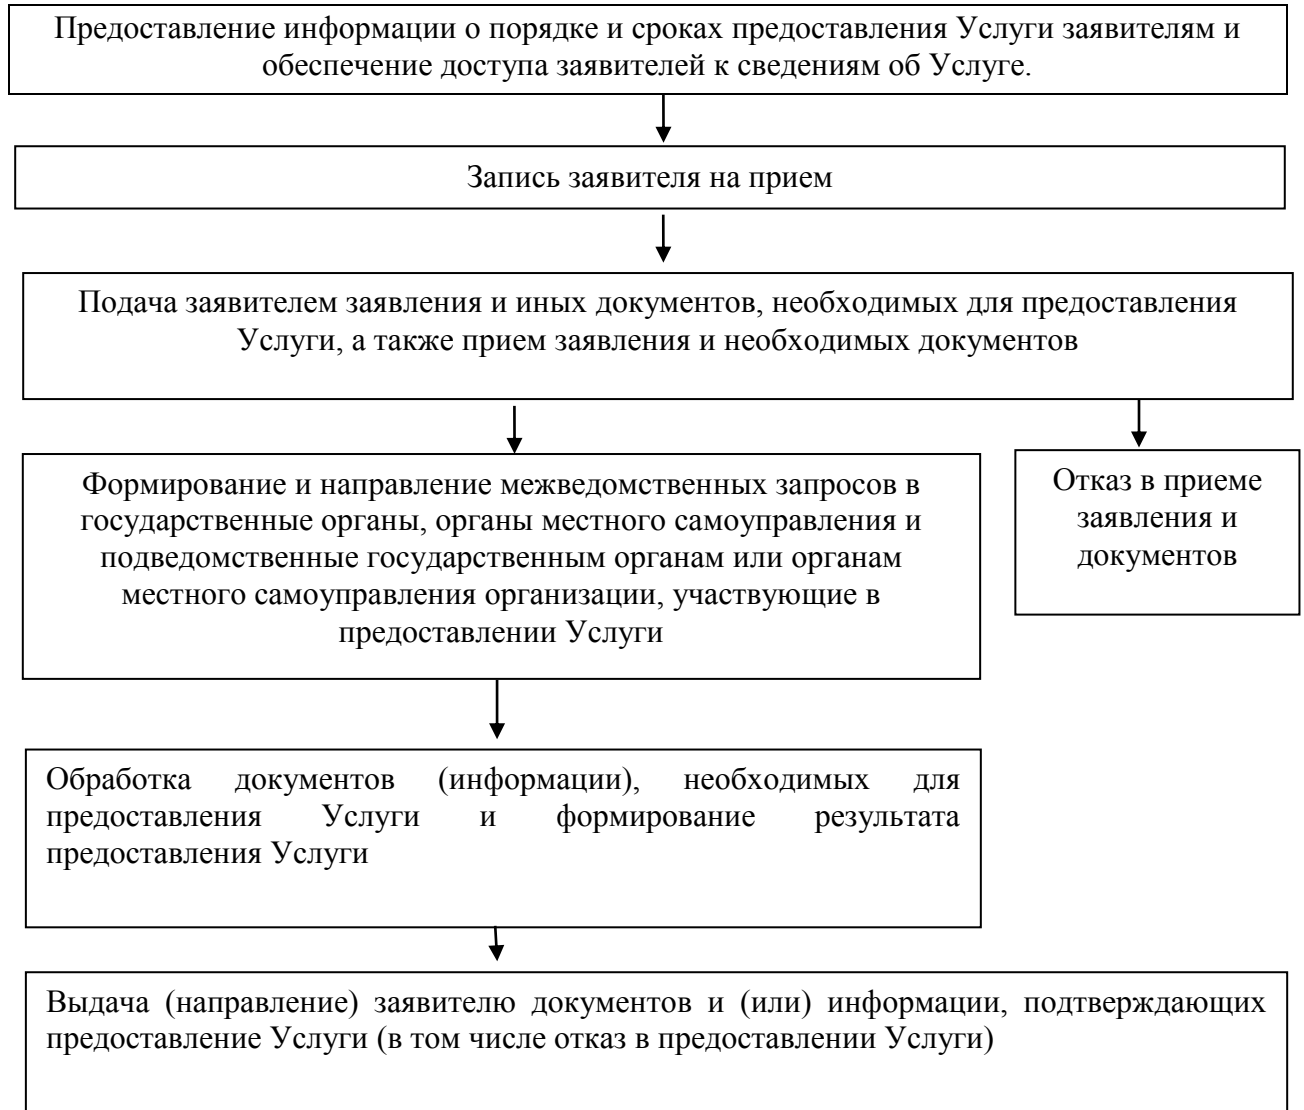 Предоставление информации о порядке и сроках предоставления Услуги заявителям и
обеспечение доступа заявителей к сведениям об Услуге.
Запись заявителя на прием
Подача заявителем заявления и иных документов, необходимых для предоставления
Услуги, а также прием заявления и необходимых документов
Формирование и направление межведомственных запросов в
государственные органы, органы местного самоуправления и
подведомственные государственным органам или органам
местного самоуправления организации, участвующие в
предоставлении Услуги
Отказ в приеме
заявления и
документов
Обработка документов (информации), необходимых для
предоставления Услуги и формирование результата
предоставления Услуги
Выдача (направление) заявителю документов и (или) информации, подтверждающих
предоставление Услуги (в том числе отказ в предоставлении Услуги)